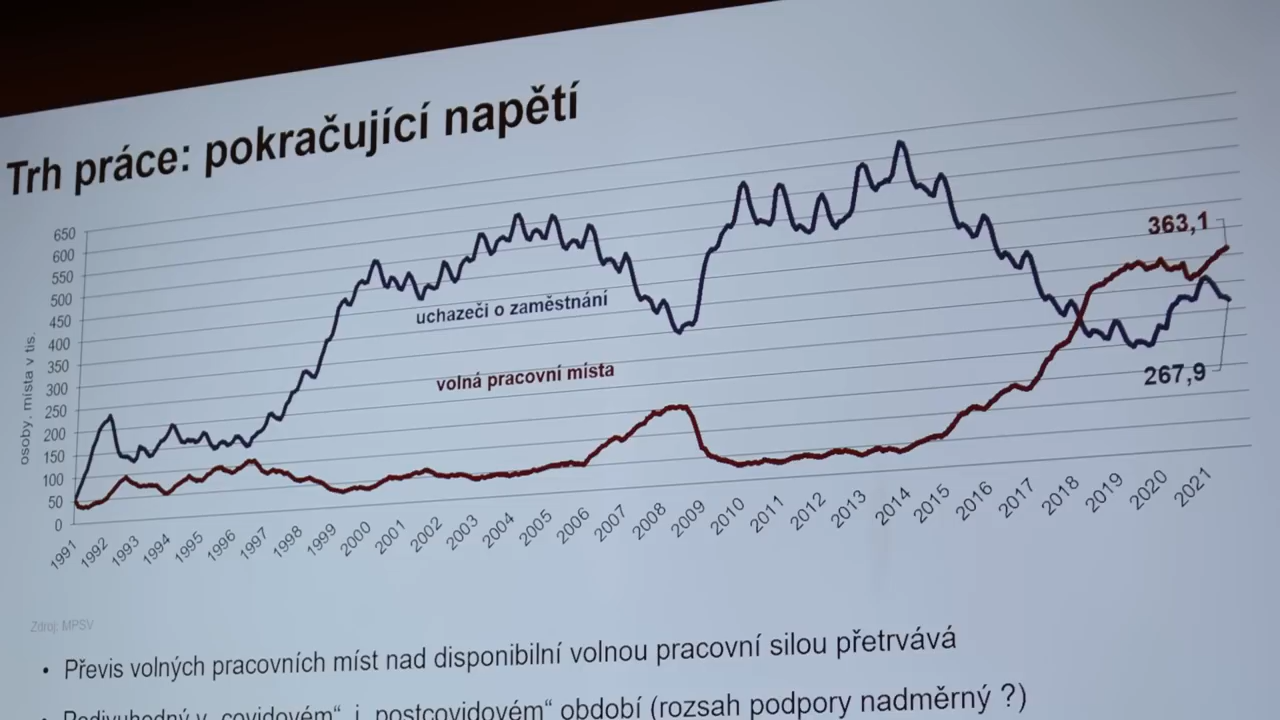 Trh práce: pokračující napětí
osoby, místa v tis.
650
600
550
500
450
400
350
300
250
200
150
100
50
0
363,1
uchazeči o zaměstnání
volná pracovní místa
267,9
1991 1992 1993 1994 1995 1996 1997 1998 1999 2000 2001 2002 2003 2004 2005 2006 2007 2008 2009 2010 2011 2012 2013 2014 2015 2016 2017 2018 2019 2020 2021
Zdroj: MPSV
• Převis volných pracovních míst nad disponibilní volnou pracovní silou přetrvává
• Podivuhodný v „covidovém“ i „postcovidovém“ období (rozsah podpory nadměrný ?)